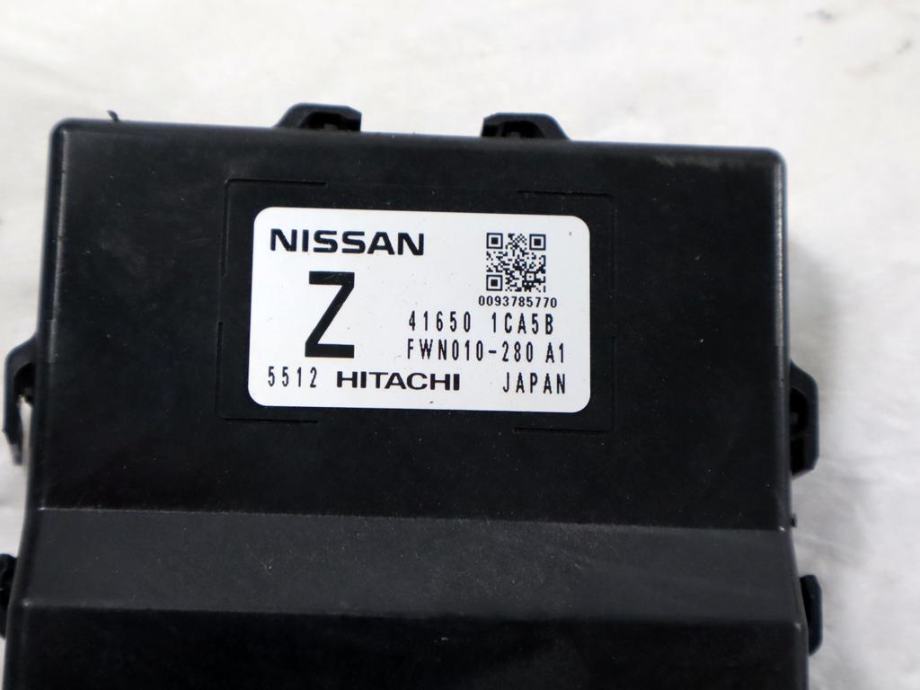 NISSAN
Z
0093785770
41650 1CA5B
FWN010-280 A1
5512 HITACHI JAPAN